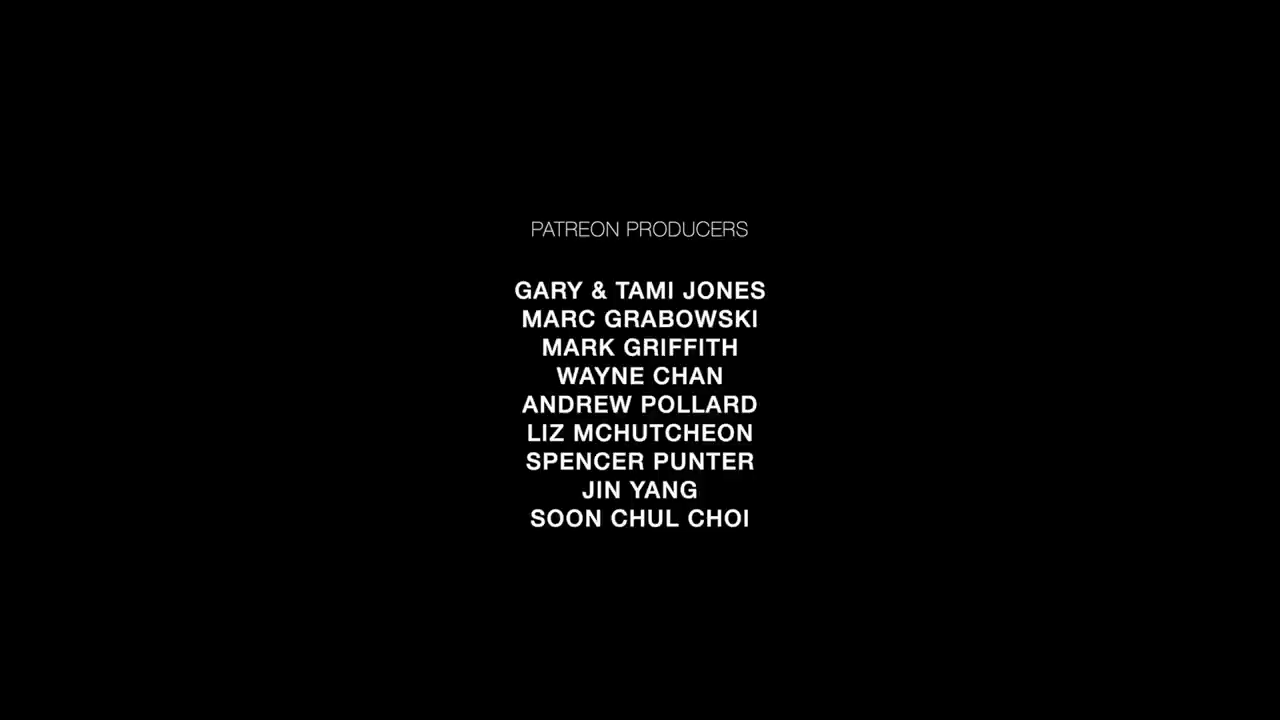 PATREON PRODUCERS
GARY & TAMI JONES
MARC GRABOWSKI
MARK GRIFFITH
WAYNE CHAN
ANDREW POLLARD
LIZ MCHUTCHEON
SPENCER PUNTER
JIN YANG
SOON CHUL CHOI